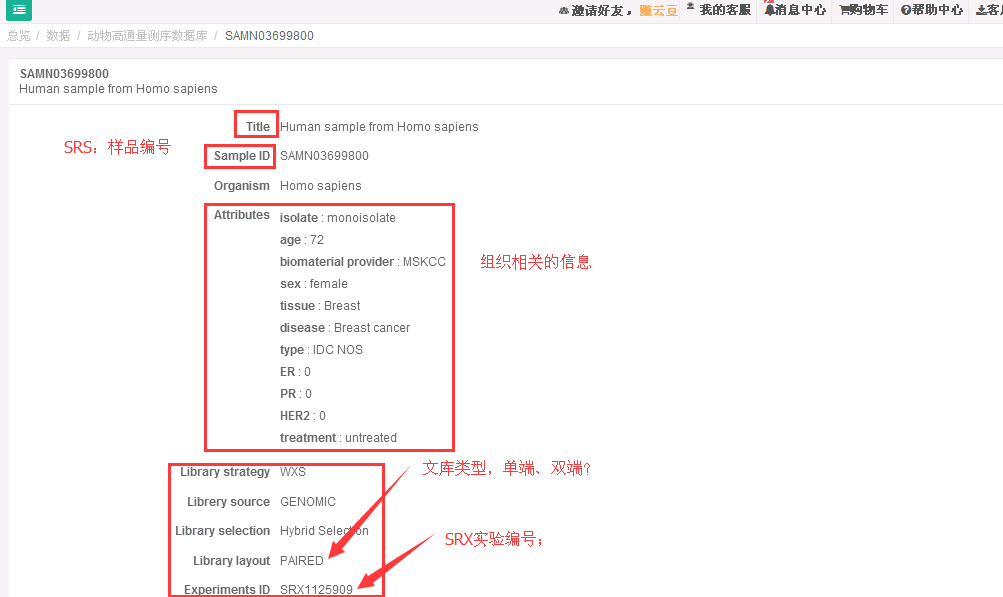 邀请好友，赚云豆 我的客服 消息中心 购物车 帮助中心 客
总览 / 数据 / 动物高通量测序数据库 / SAMN03699800
SAMN03699800
Human sample from Homo sapiens
Title Human sample from Homo sapiens
SRS：样品编号
Sample ID SAMN03699800
Organism Homo sapiens
Attributes isolate : monoisolate
age : 72
biomaterial provider : MSKCC
组织相关的信息
sex : female
tissue : Breast
disease : Breast cancer
type : IDC NOS
ER : 0
PR : 0
HER2 : 0
treatment : untreated
Library strategy WXS
文库类型，单端、双端?
Librery source GENOMIC
Library selection Hybrid Selection
SRX实验编号；
Library layout PAIRED
Experiments ID SRX1125909